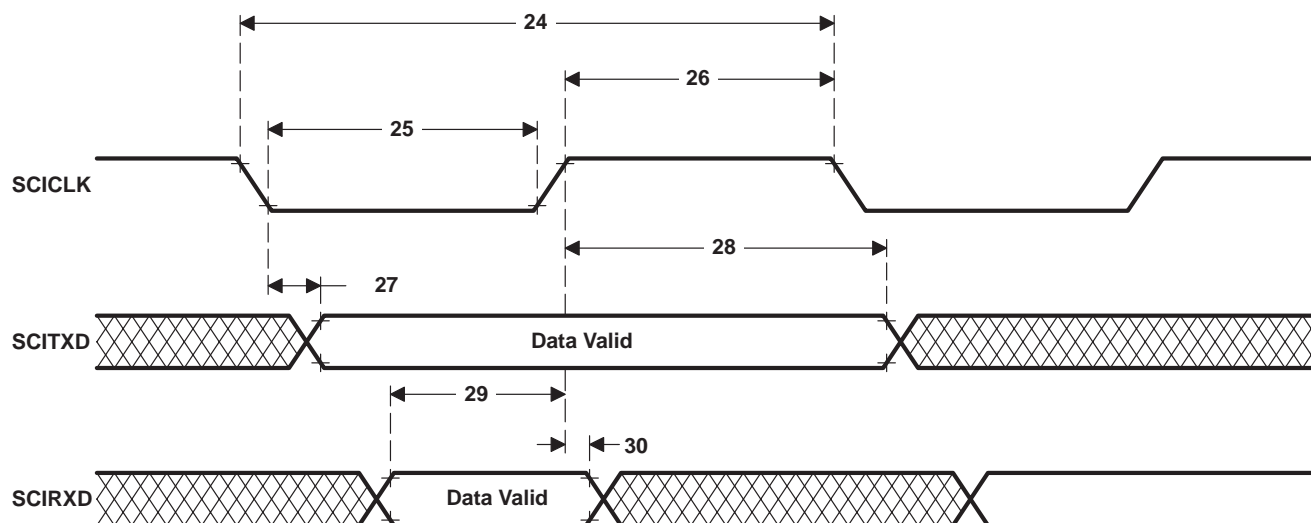 24
26
25
SCICLK
28
27
SCITXD
Data Valid
29
30
SCIRXD
Data Valid